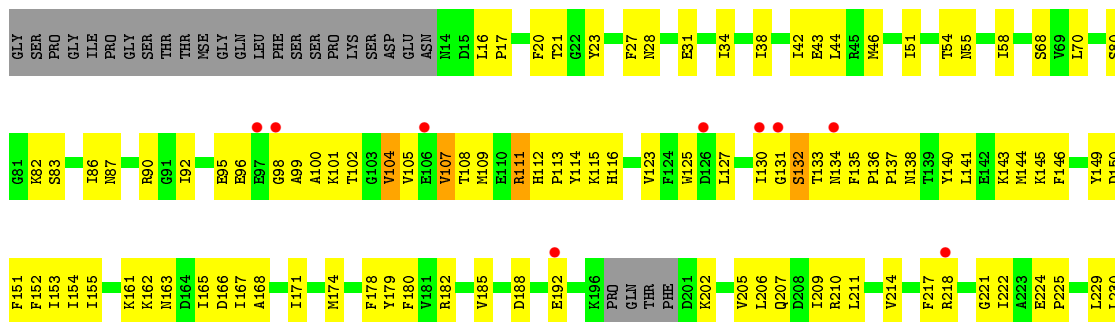 GLY SER PRO GLY ILE PRO GLY SER THR THR MSE GLY GLN LEU PHE SER SER PRO LYS SER ASP GLU ASN N14 D15 L16 P17 F20 T21 G22 Y23 F27 N28 E31 I34 I38 I42 E43 L44 R45 M46 I51 T54 N55 I58 S68 V69 L70
G81 K82 S83 I86 N87 R90 G91 I92 E95 E96 E97 G98 A99 A100 K101 T102 G103 V104 V105 E106 V107 T108 M109 E110 R111 H112 P113 Y114 K115 H116 V123 F124 W125 D126 L127 I130 G131 S132 T133 N134 F135 P136 P137 N138 T139 Y140 L141 E142 K143 M144 K145 F146 Y149 D150
F151 F152 I153 I154 I155 K161 K162 N163 D164 I165 D166 I167 A168 I171 M174 F178 Y179 F180 V181 R182 V185 D188 E192 K196 PRO GLN THR PHE D201 K202 V205 L206 Q207 D208 I209 R210 L211 V214 F217 R218 G221 I222 A223 E224 P225 L229